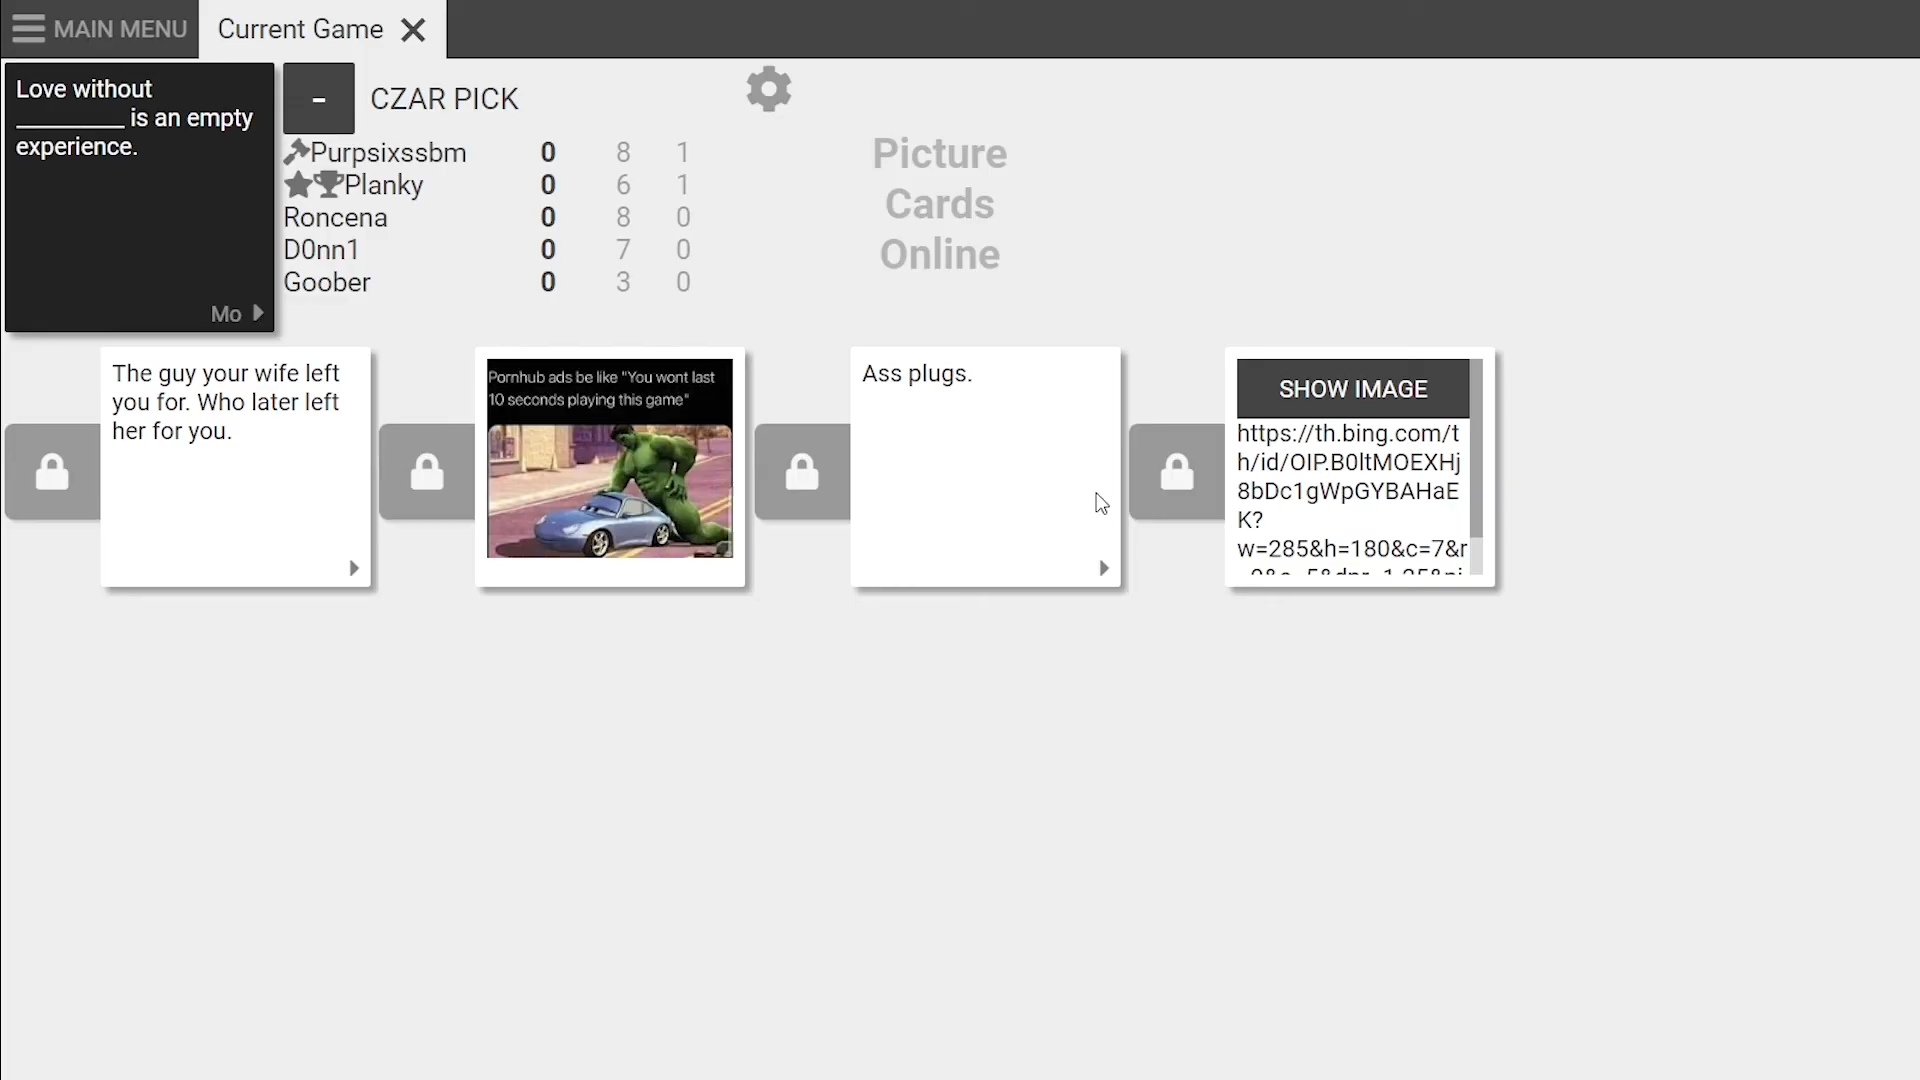 MAIN MENU
Current Game
Love without
_________ is an empty
experience.
Mo
-
CZAR PICK
Purpsixssbm 0 8 1
Planky 0 6 1
Roncena 0 8 0
D0nn1 0 7 0
Goober 0 3 0
Picture
Cards
Online
The guy your wife left
you for. Who later left
her for you.
Pornhub ads be like "You wont last
10 seconds playing this game"
Ass plugs.
SHOW IMAGE
https://th.bing.com/t
h/id/OIP.B0ltMOEXHj
8bDc1gWpGYBAHaE
K?
w=285&h=180&c=7&r